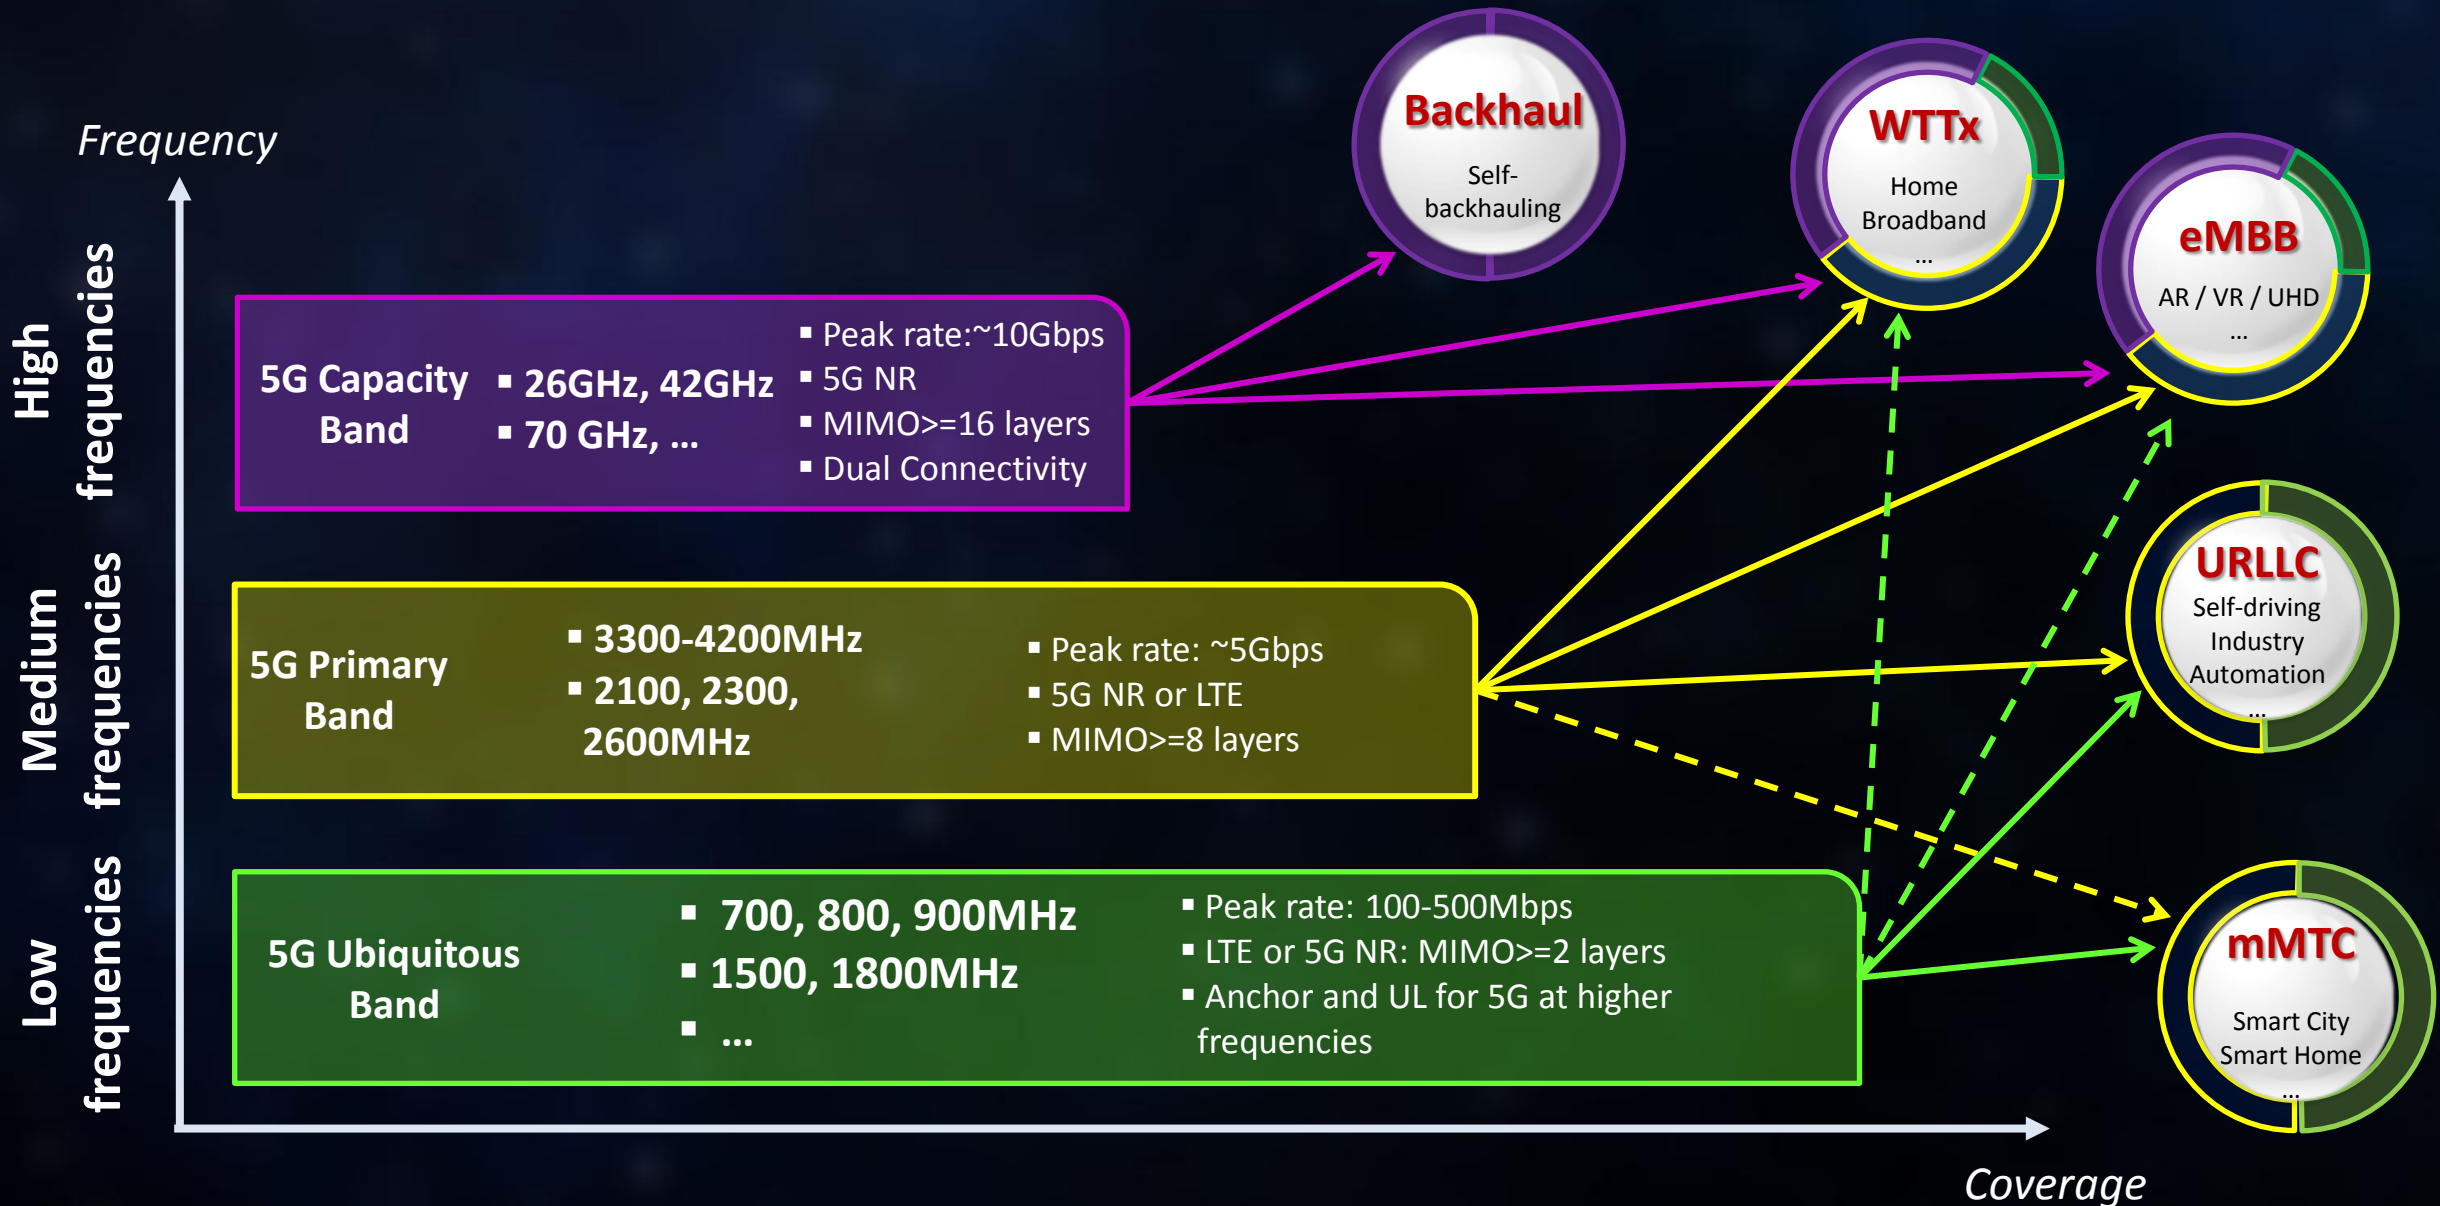 Frequency
High
frequencies
Medium
frequencies
Low
frequencies
5G Capacity
Band
▪ 26GHz, 42GHz
▪ 70 GHz, ...
▪ Peak rate:~10Gbps
▪ 5G NR
▪ MIMO>=16 layers
▪ Dual Connectivity
5G Primary
Band
▪ 3300-4200MHz
▪ 2100, 2300,
2600MHz
▪ Peak rate: ~5Gbps
▪ 5G NR or LTE
▪ MIMO>=8 layers
5G Ubiquitous
Band
▪ 700, 800, 900MHz
▪ 1500, 1800MHz
▪ ...
▪ Peak rate: 100-500Mbps
▪ LTE or 5G NR: MIMO>=2 layers
▪ Anchor and UL for 5G at higher
frequencies
Backhaul
Self-
backhauling
WTTx
Home
Broadband
...
eMBB
AR / VR / UHD
...
URLLC
Self-driving
Industry
Automation
...
mMTC
Smart City
Smart Home
...
Coverage